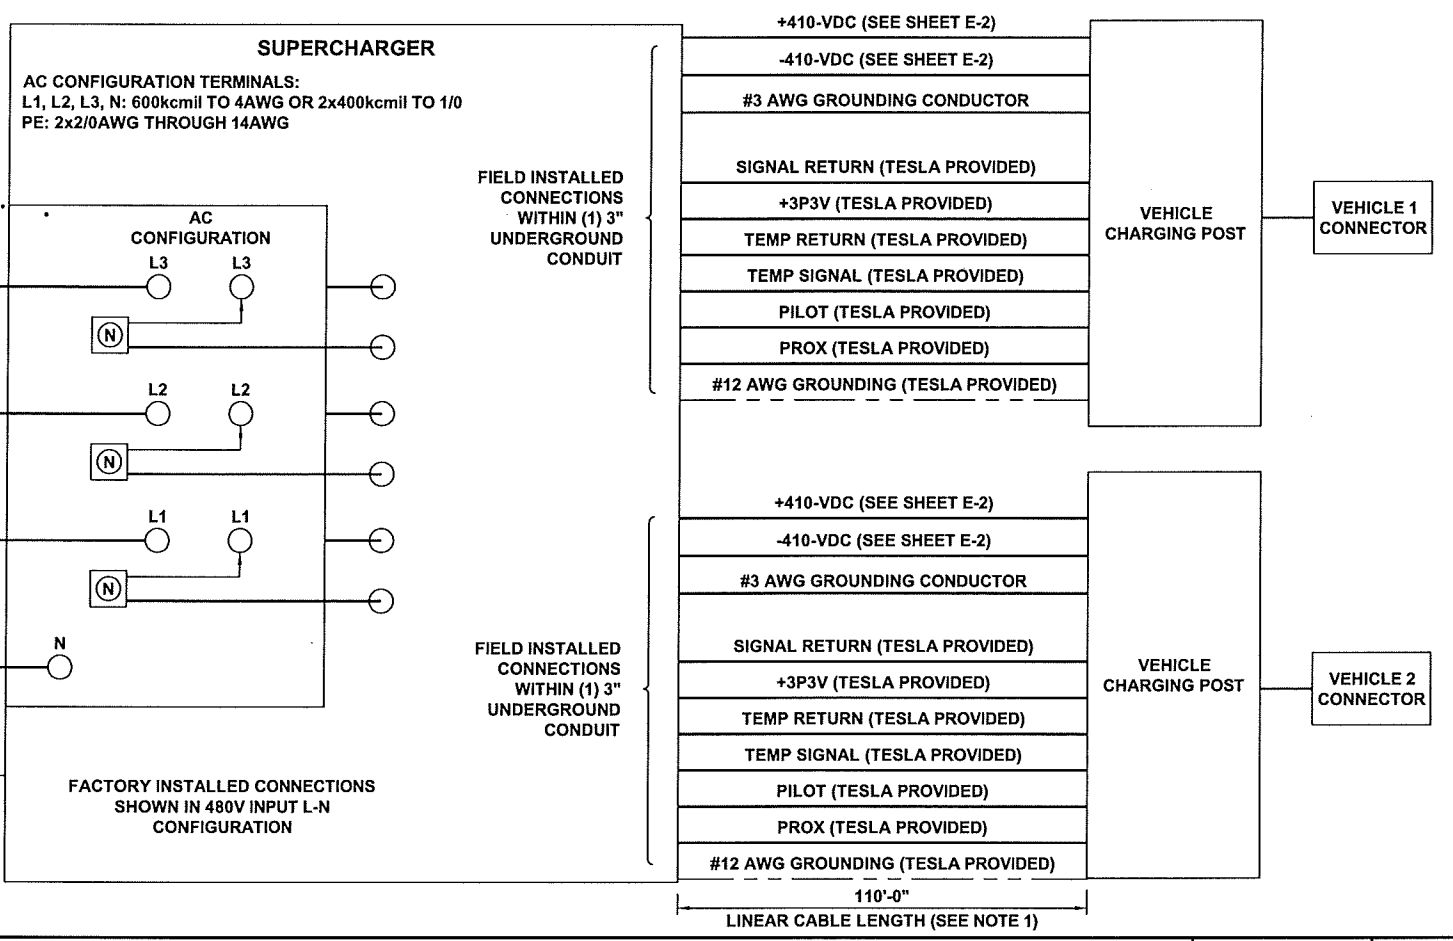 SUPERCHARGER
AC CONFIGURATION TERMINALS:
L1, L2, L3, N: 600kcmil TO 4AWG OR 2x400kcmil TO 1/0
PE: 2x2/0AWG THROUGH 14AWG
AC
CONFIGURATION
L3 L3
N
L2 L2
N
L1 L1
N
N
FACTORY INSTALLED CONNECTIONS
SHOWN IN 480V INPUT L-N
CONFIGURATION
FIELD INSTALLED
CONNECTIONS
WITHIN (1) 3"
UNDERGROUND
CONDUIT
+410-VDC (SEE SHEET E-2)
-410-VDC (SEE SHEET E-2)
#3 AWG GROUNDING CONDUCTOR
SIGNAL RETURN (TESLA PROVIDED)
+3P3V (TESLA PROVIDED)
TEMP RETURN (TESLA PROVIDED)
TEMP SIGNAL (TESLA PROVIDED)
PILOT (TESLA PROVIDED)
PROX (TESLA PROVIDED)
#12 AWG GROUNDING (TESLA PROVIDED)
VEHICLE
CHARGING POST
VEHICLE 1
CONNECTOR
FIELD INSTALLED
CONNECTIONS
WITHIN (1) 3"
UNDERGROUND
CONDUIT
+410-VDC (SEE SHEET E-2)
-410-VDC (SEE SHEET E-2)
#3 AWG GROUNDING CONDUCTOR
SIGNAL RETURN (TESLA PROVIDED)
+3P3V (TESLA PROVIDED)
TEMP RETURN (TESLA PROVIDED)
TEMP SIGNAL (TESLA PROVIDED)
PILOT (TESLA PROVIDED)
PROX (TESLA PROVIDED)
#12 AWG GROUNDING (TESLA PROVIDED)
VEHICLE
CHARGING POST
VEHICLE 2
CONNECTOR
110'-0"
LINEAR CABLE LENGTH (SEE NOTE 1)